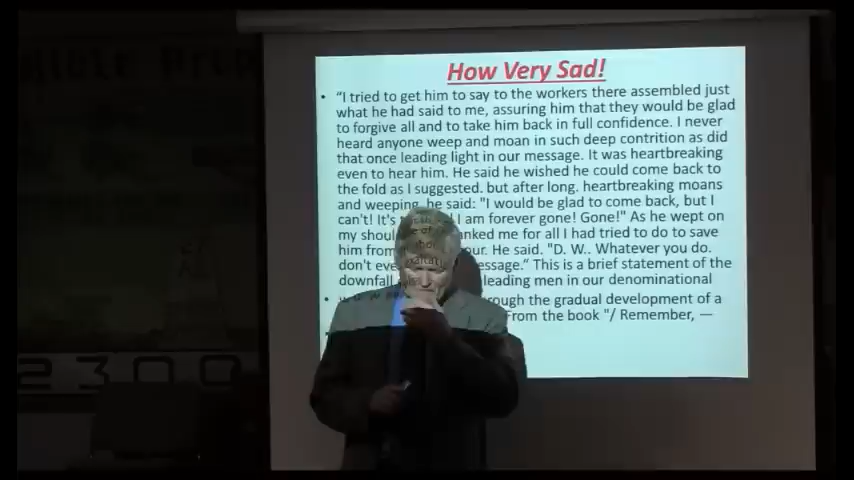 How Very Sad!
• “I tried to get him to say to the workers there assembled just
what he had said to me, assuring him that they would be glad
to forgive all and to take him back in full confidence. I never
heard anyone weep and moan in such deep contrition as did
that once leading light in our message. It was heartbreaking
even to hear him. He said he wished he could come back to
the fold as I suggested. but after long. heartbreaking moans
and weeping, he said: "I would be glad to come back, but I
can't! It's I am forever gone! Gone!" As he wept on
my anked me for all I had tried to do to save
him from our. He said. "D. W.. Whatever you do.
don't essage.“ This is a brief statement of the
downfall leading men in our denominational
• rough the gradual development of a
From the book "/ Remember, —
2300